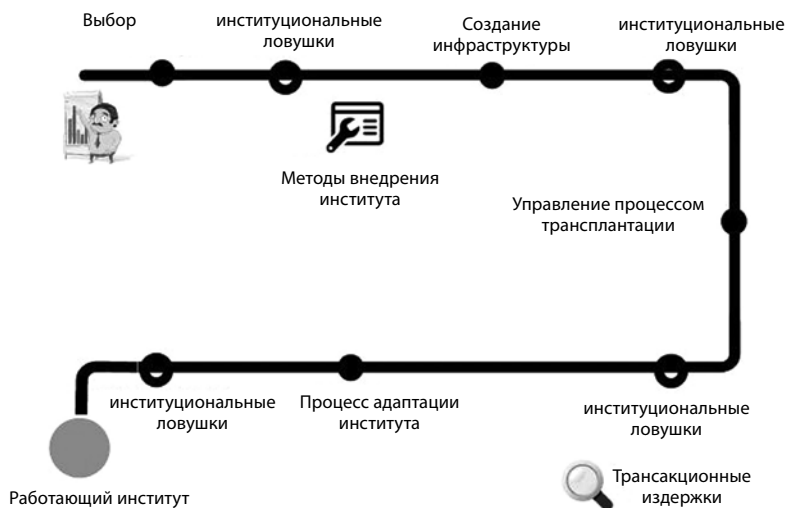 Выбор
институциональные
ловушки
Создание
инфраструктуры
институциональные
ловушки
Методы внедрения
института
Управление процессом
трансплантации
институциональные
ловушки
Процесс адаптации
института
институциональные
ловушки
Работающий институт
Трансакционные
издержки